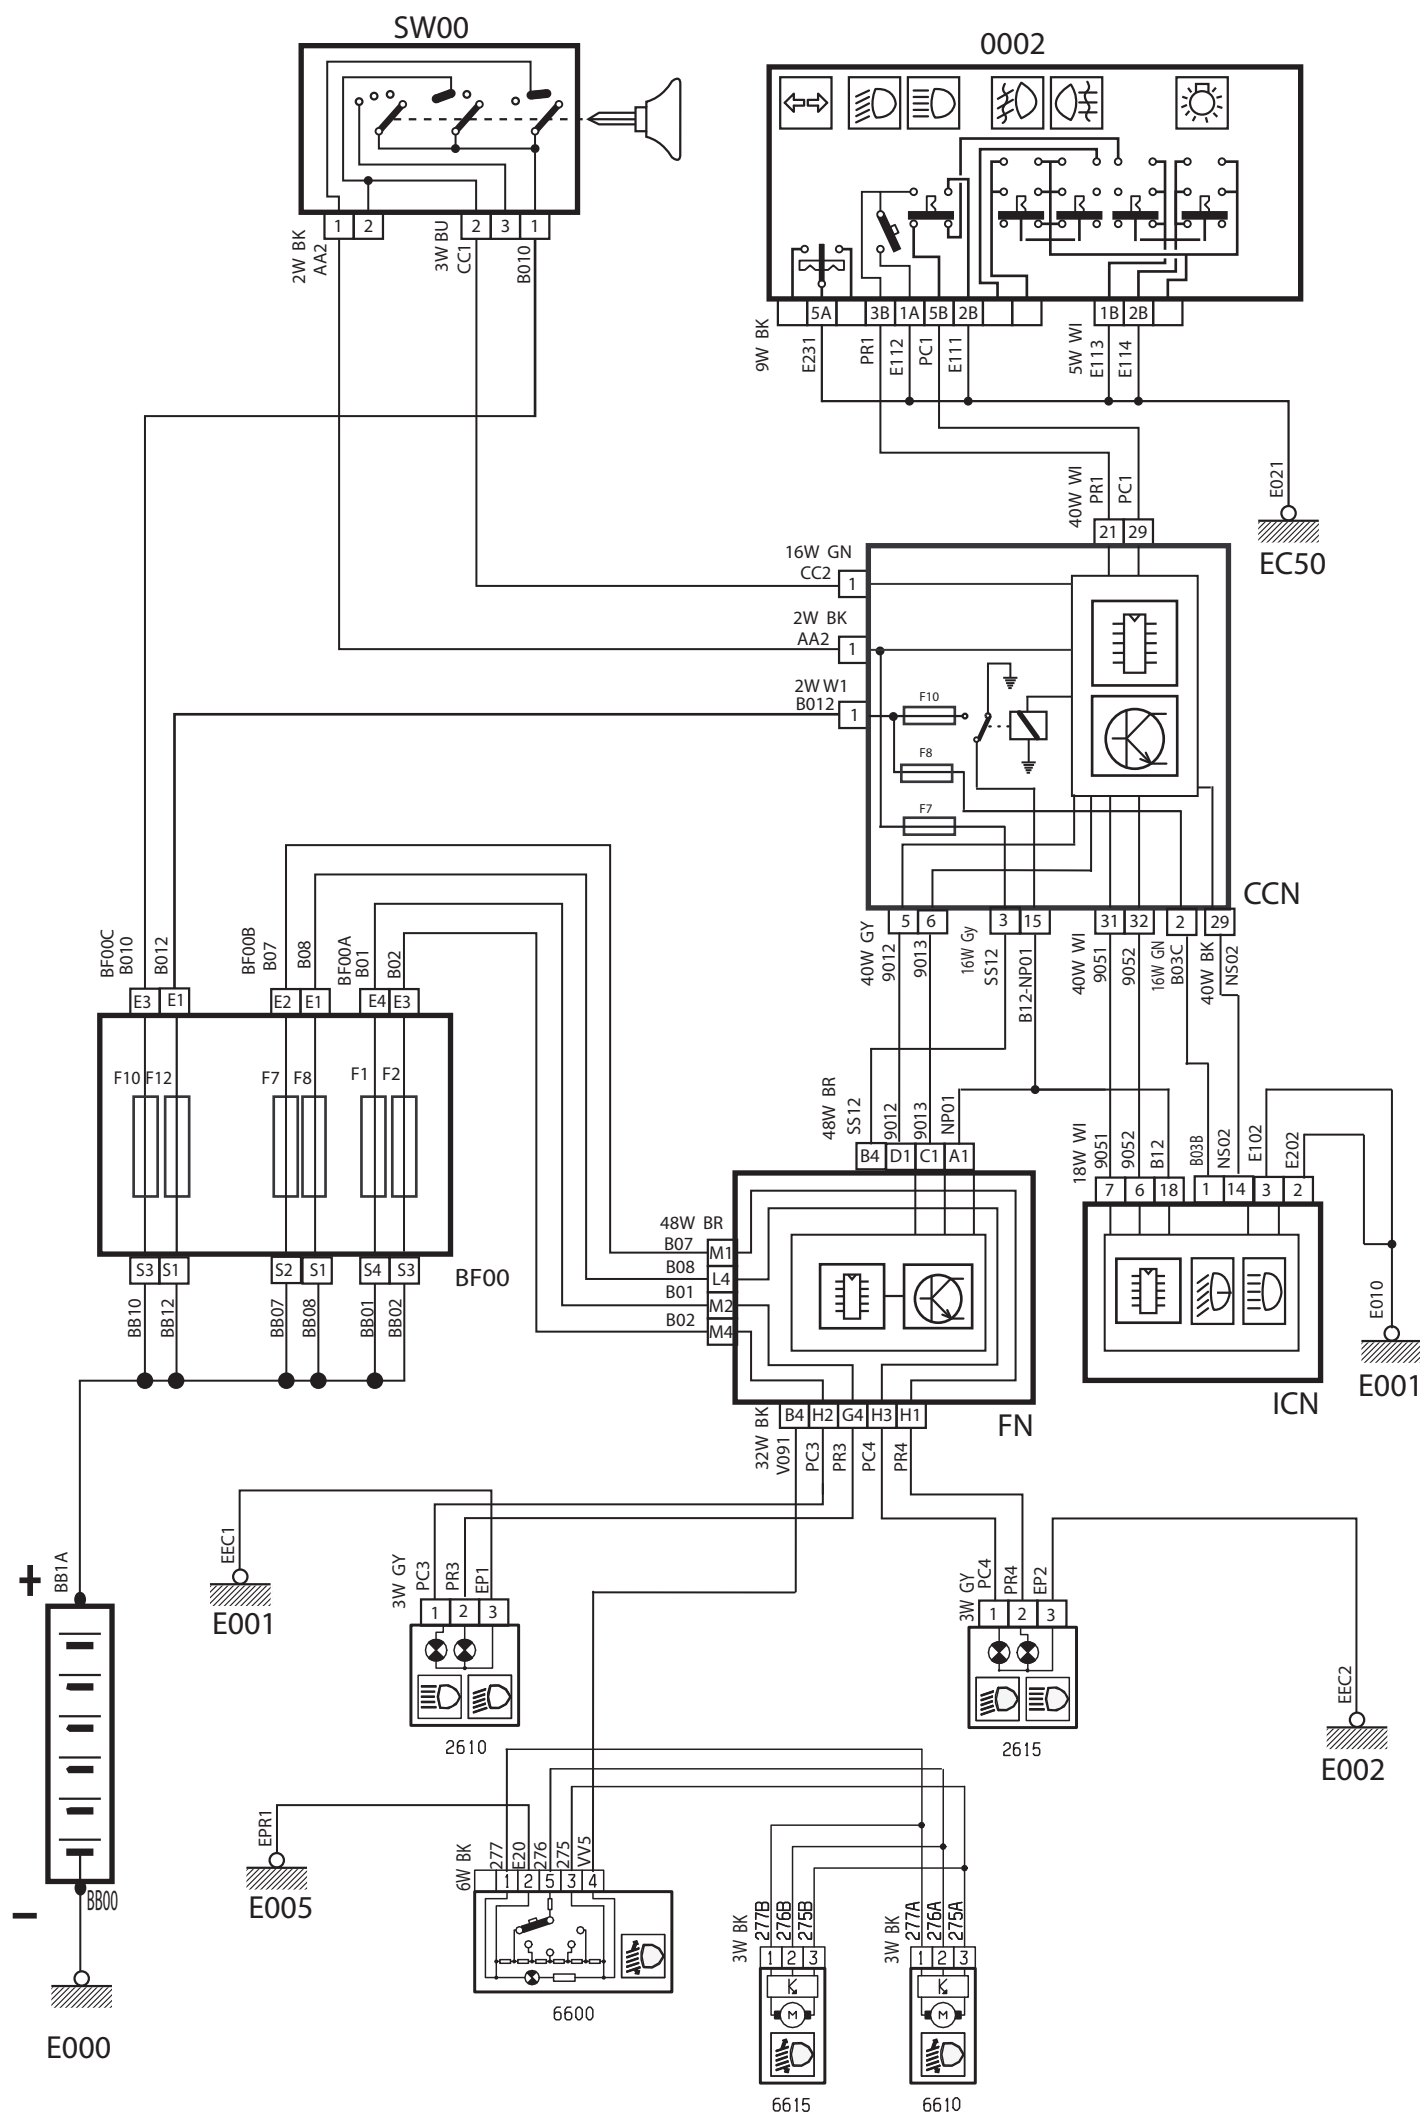 SW00
0002
1 2
2 3 1
2W BK
AA2
3W BU
CC1
B010
5A 3B 1A 5B 2B
1B 2B
9W BK
E231
PR1
E112
PC1
E111
5W WI
E113
E114
40W WI
PR1
PC1
E021
21 29
EC50
16W GN
CC2
1
2W BK
AA2
1
2W W1
B012
1
F10
F8
F7
CCN
5 6 3 15 31 32 2 29
40W GY
9012
9013
16W Gy
SS12
B12-NP01
40W WI
9051
9052
16W GN
B03C
40W BK
NS02
BF00C
B010
B012
BF00B
B07
B08
BF00A
B01
B02
E3 E1 E2 E1 E4 E3
F10 F12 F7 F8 F1 F2
S3 S1 S2 S1 S4 S3
BF00
BB10
BB12
BB07
BB08
BB01
BB02
48W BR
SS12
9012
9013
NP01
B4 D1 C1 A1
18W WI
9051
9052
B12
B03B
NS02
E102
E202
7 6 18 1 14 3 2
48W BR
B07
M1
B08
L4
B01
M2
B02
M4
E010
E001
ICN
B4 H2 G4 H3 H1
FN
32W BK
V091
PC3
PR3
PC4
PR4
EEC1
E001
3W GY
PC3
PR3
EP1
1 2 3
2610
3W GY
PC4
PR4
EP2
1 2 3
2615
EEC2
E002
+
BB1A
BB00
−
E000
EPR1
E005
6W BK
277
E20
276
275
VV5
1 2 5 3 4
6600
3W BK
277B
276B
275B
1 2 3
K
M
6615
3W BK
277A
276A
275A
1 2 3
K
M
6610